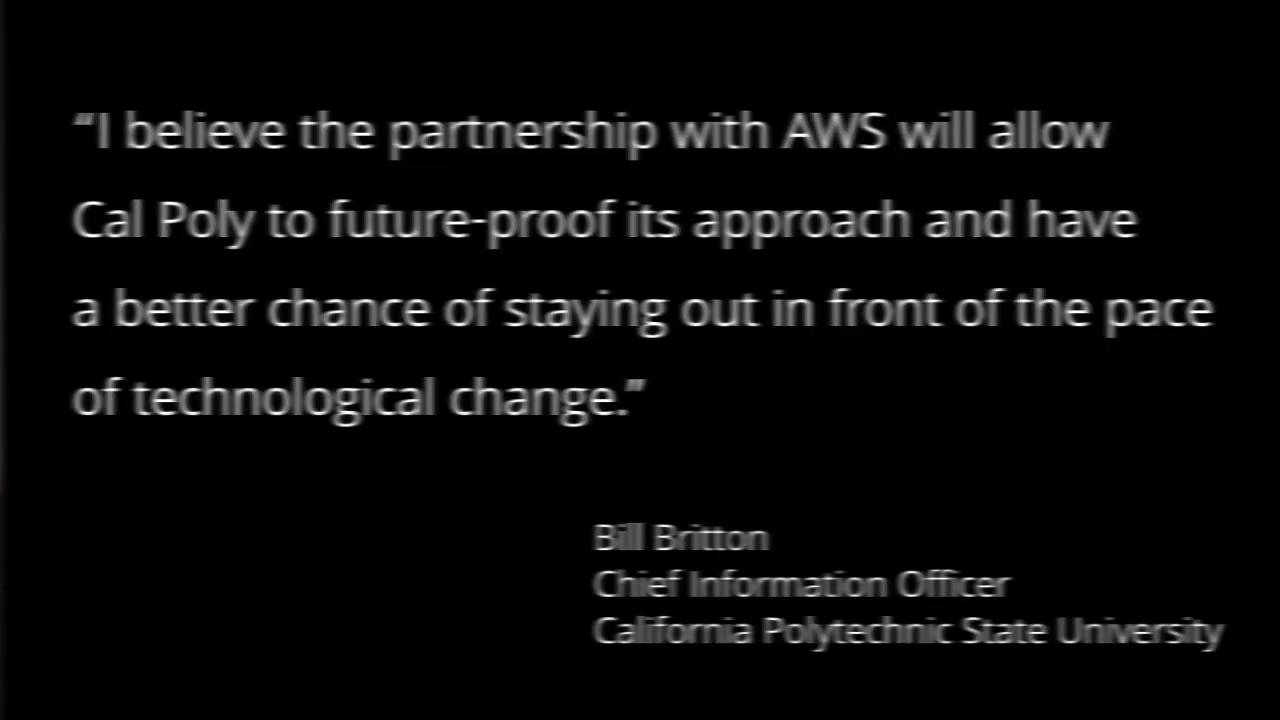 “I believe the partnership with AWS will allow
Cal Poly to future-proof its approach and have
a better chance of staying out in front of the pace
of technological change.”
Bill Britton
Chief Information Officer
California Polytechnic State University